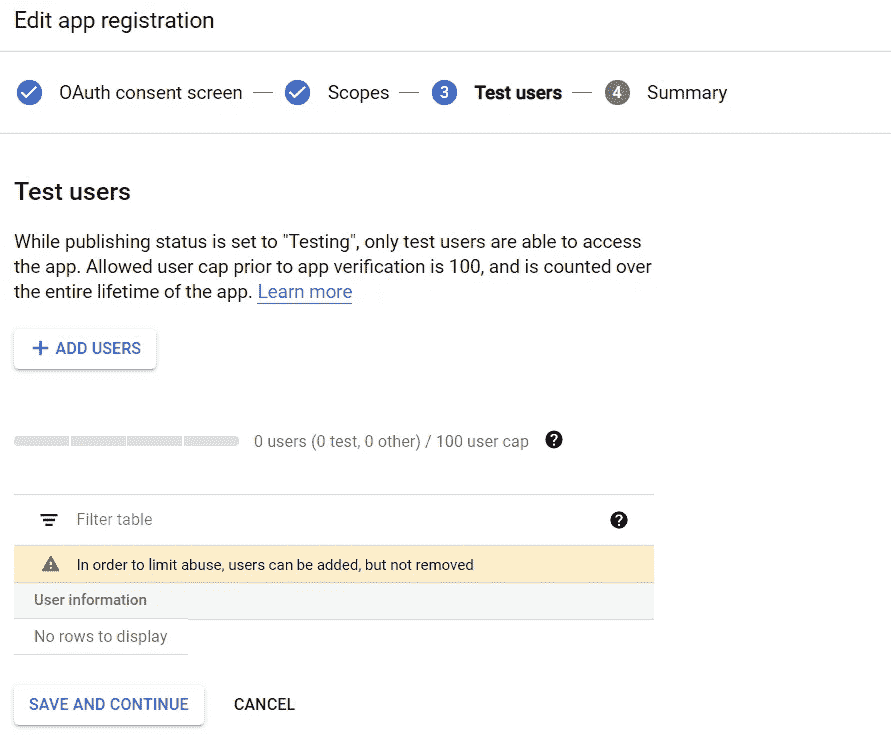 Edit app registration
OAuth consent screen — Scopes — 3 Test users — 4 Summary
Test users
While publishing status is set to "Testing", only test users are able to access
the app. Allowed user cap prior to app verification is 100, and is counted over
the entire lifetime of the app. Learn more
+ ADD USERS
0 users (0 test, 0 other) / 100 user cap ?
Filter table ?
In order to limit abuse, users can be added, but not removed
User information
No rows to display
SAVE AND CONTINUE CANCEL